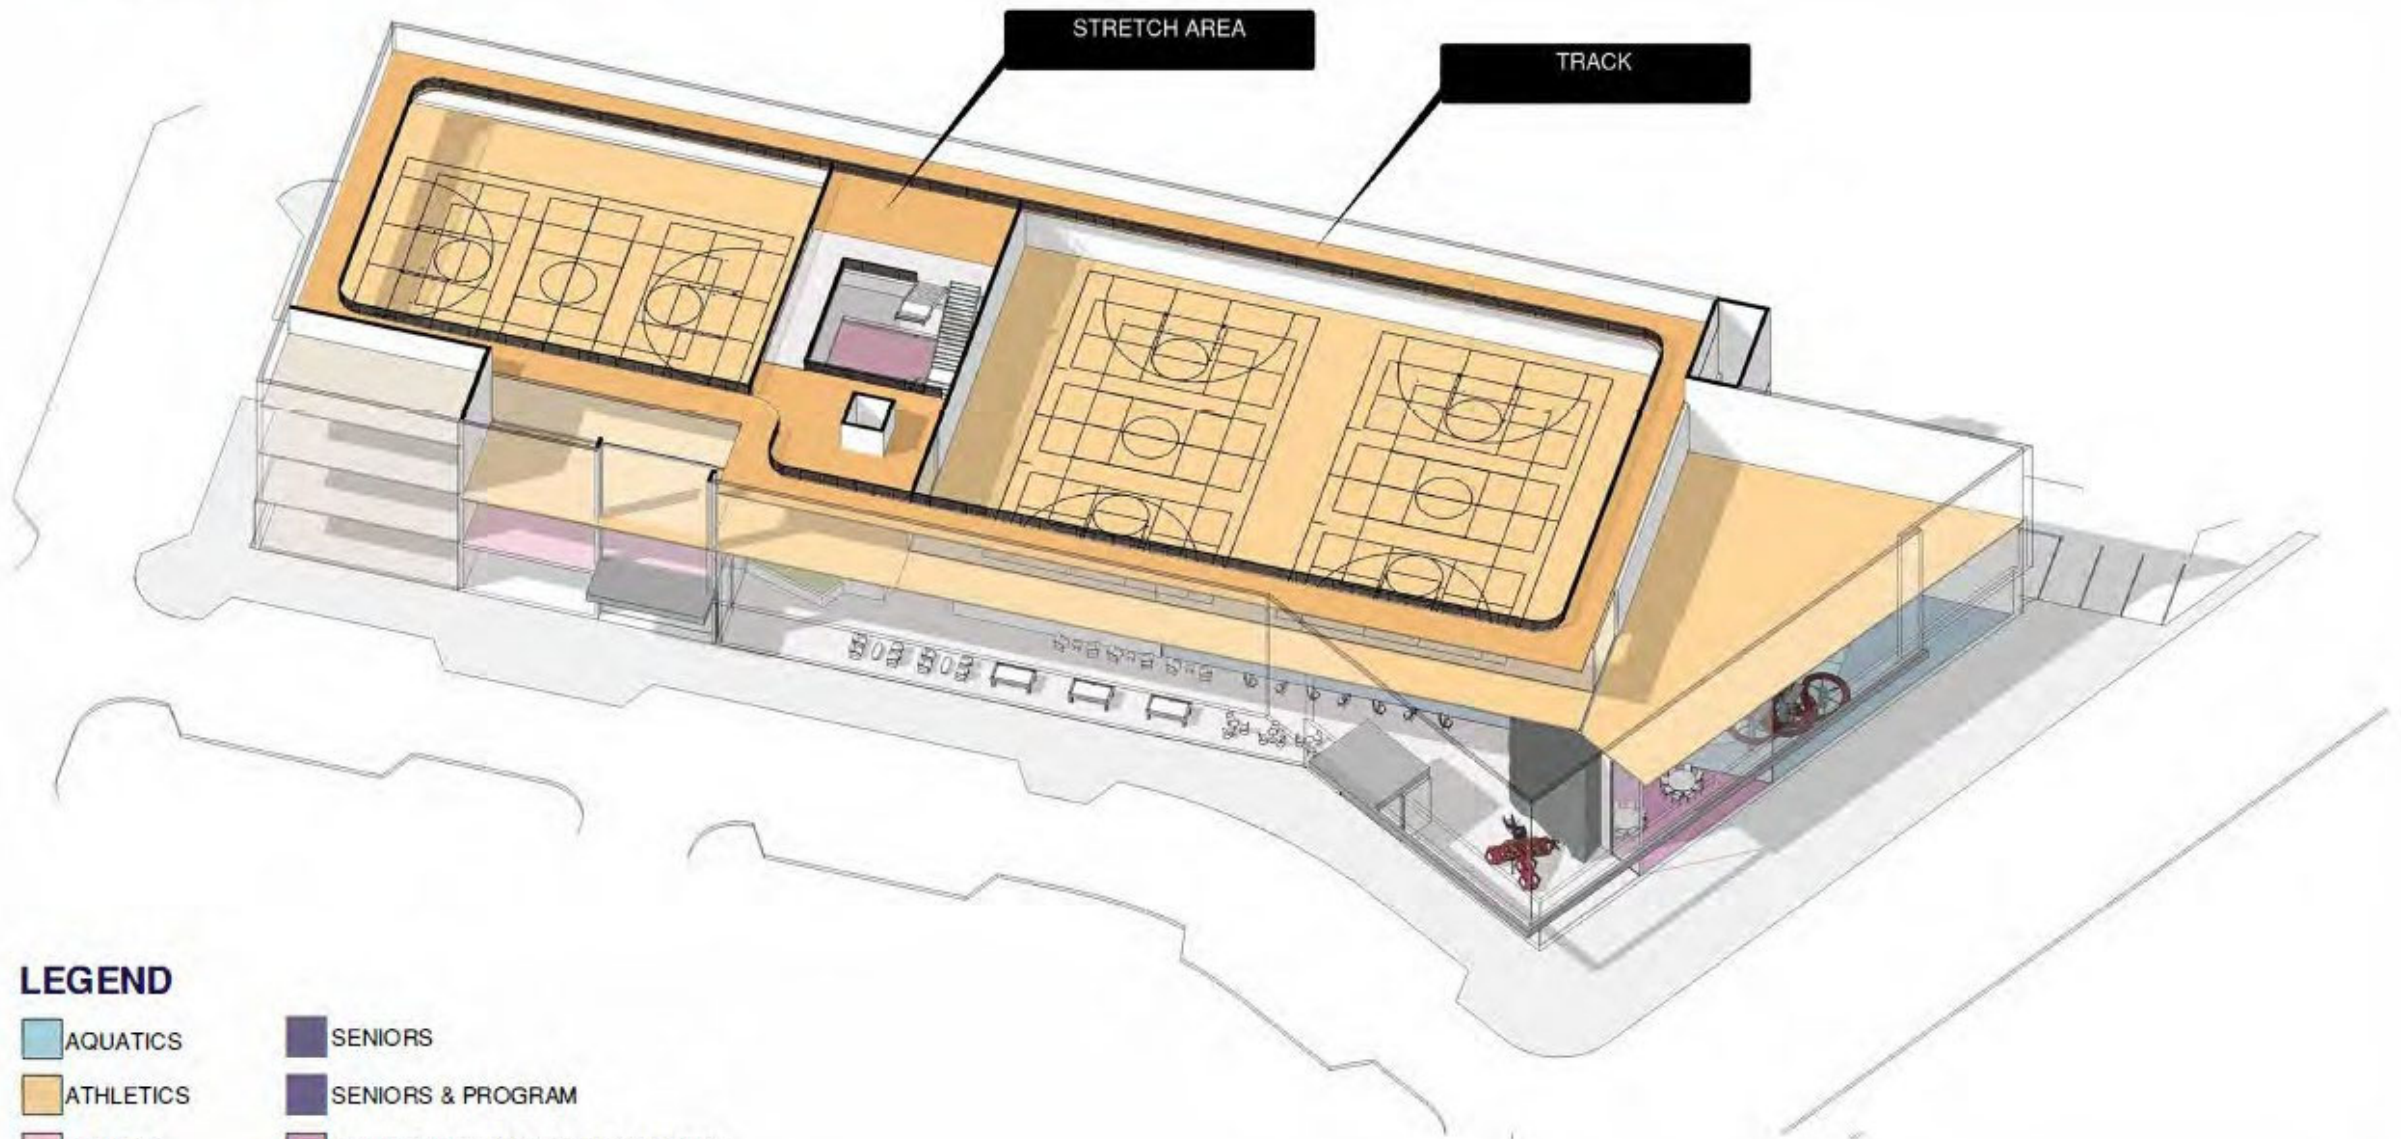 STRETCH AREA
TRACK
LEGEND
AQUATICS
SENIORS
ATHLETICS
SENIORS & PROGRAM